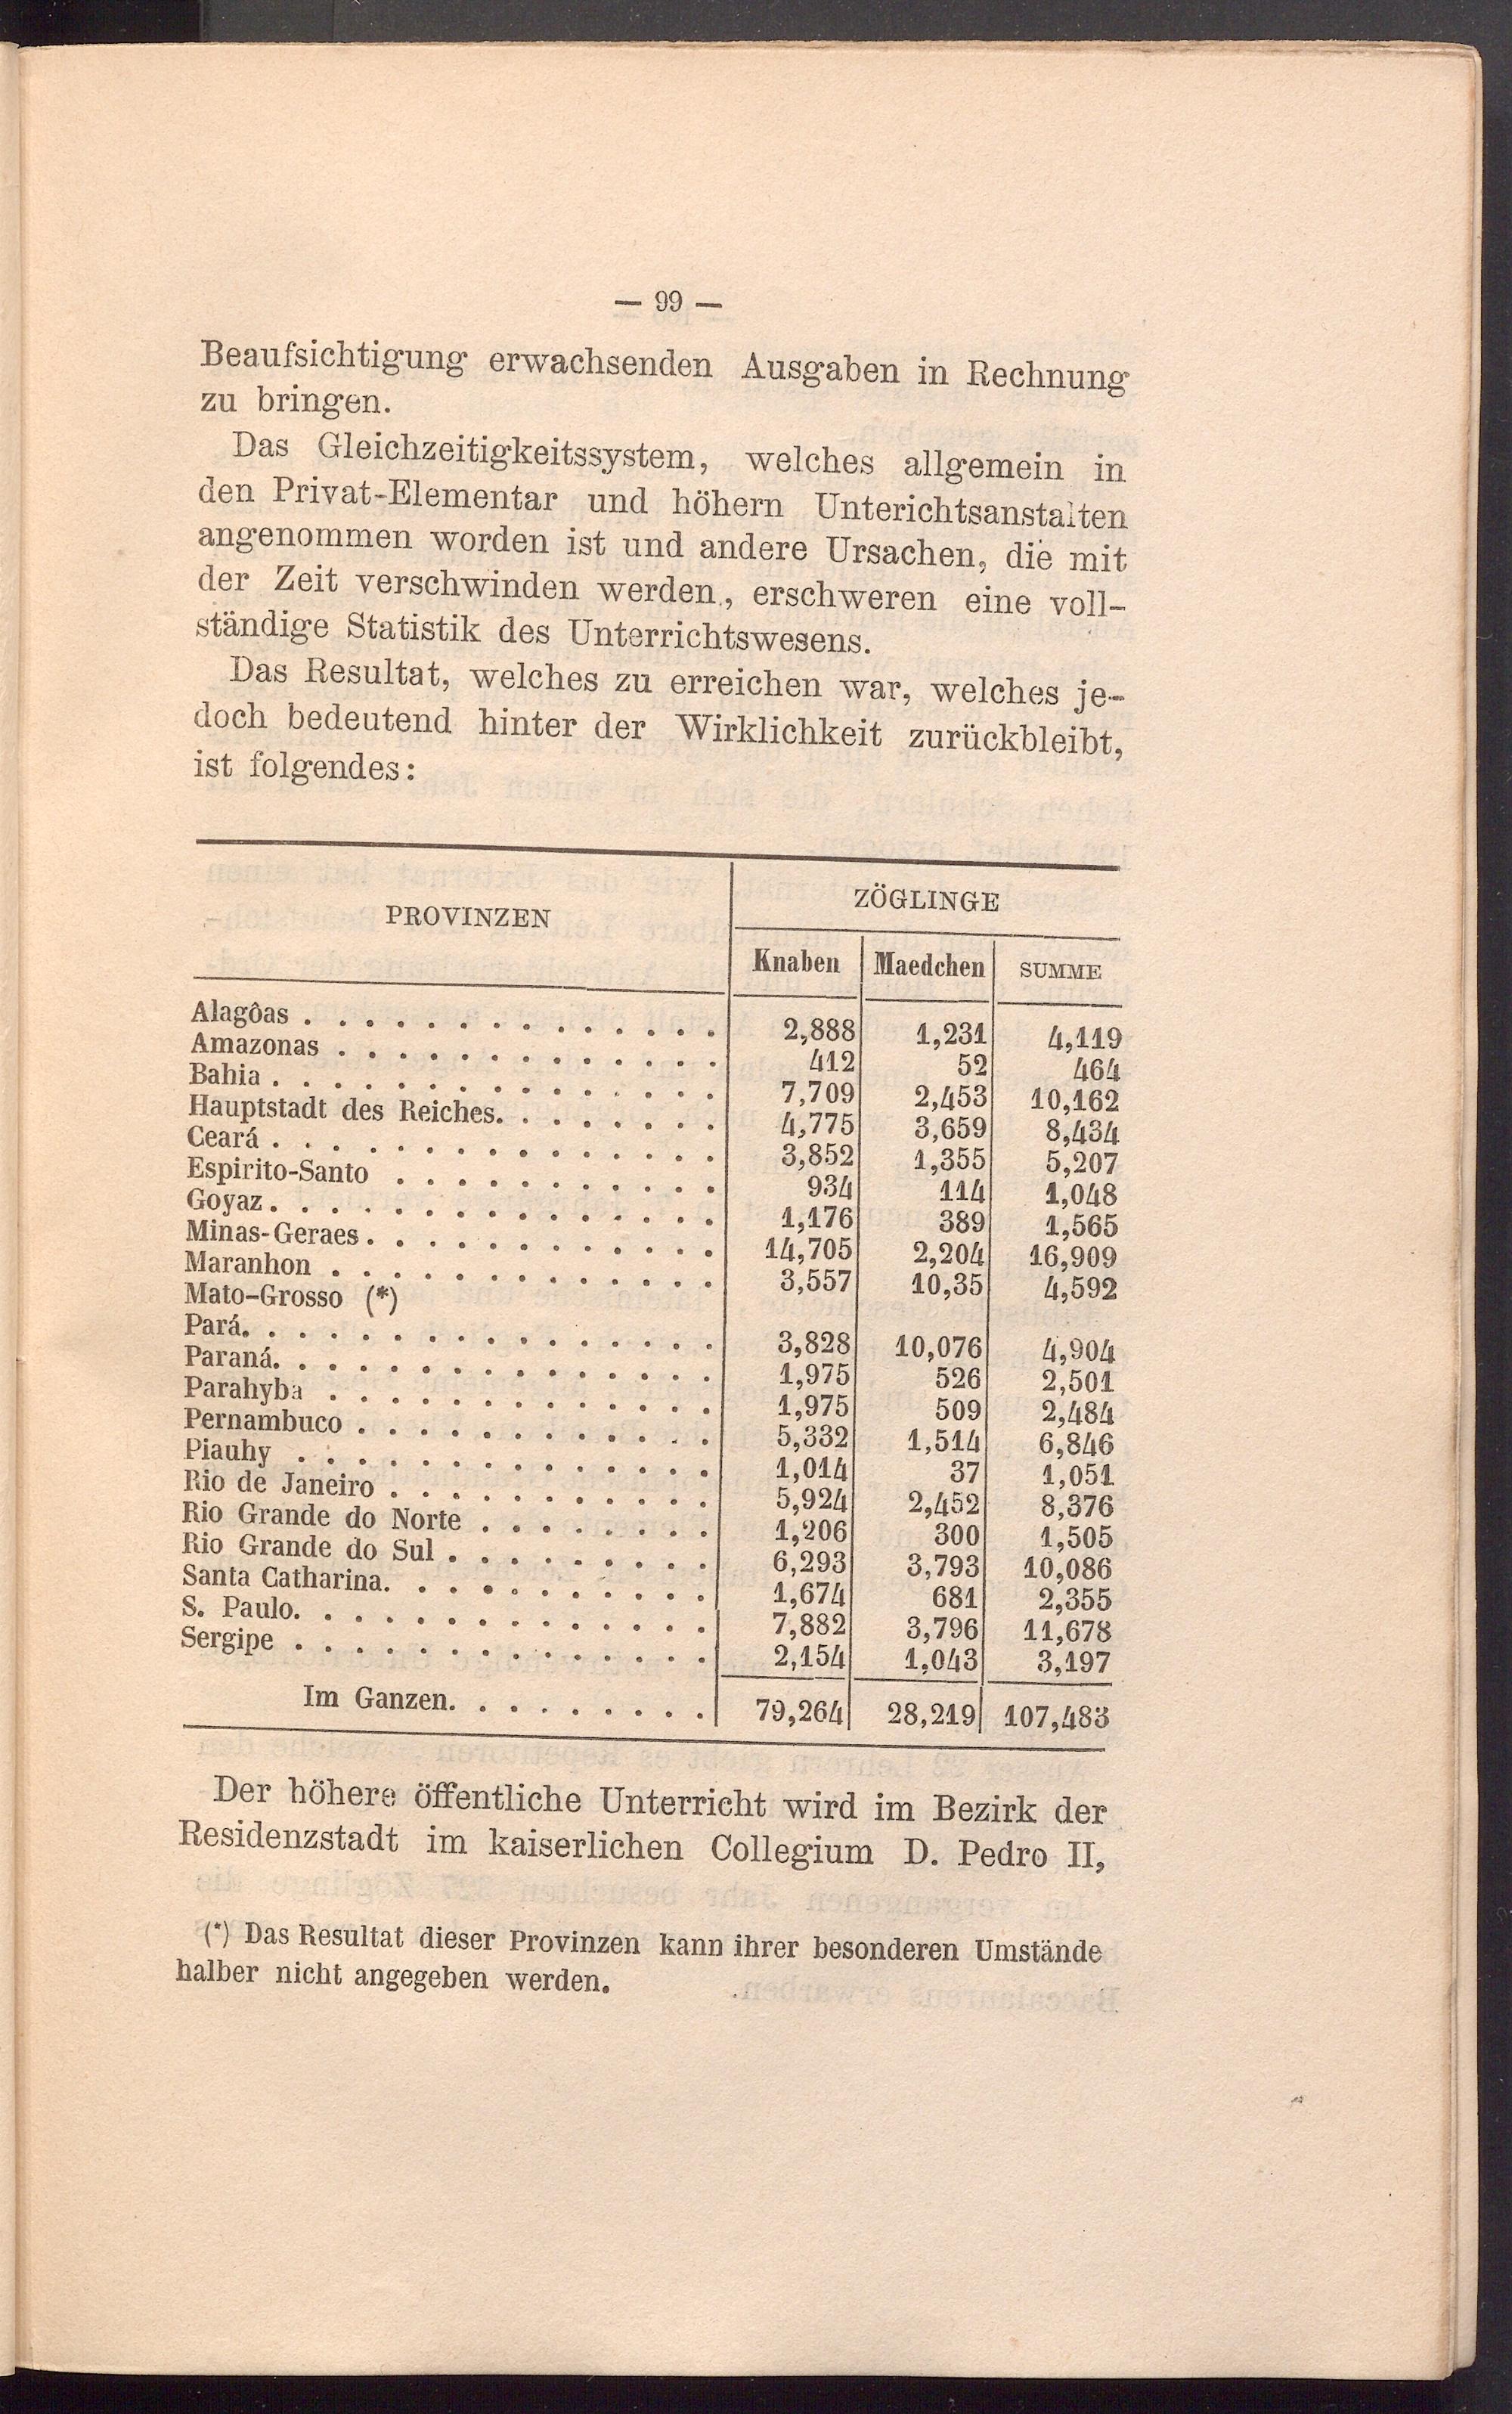 — 99 —
Beaufsichtigung erwachsenden Ausgaben in Rechnung
zu bringen.
Das Gleichzeitigkeitssystem, welches allgemein in
den Privat-Elementar und höhern Unterichtsanstalten
angenommen worden ist und andere Ursachen, die mit
der Zeit verschwinden werden, erschweren eine voll-
ständige Statistik des Unterrichtswesens.
Das Resultat, welches zu erreichen war, welches je-
doch bedeutend hinter der Wirklichkeit zurückbleibt,
ist folgendes:
PROVINZEN ZÖGLINGE
Knaben Maedchen SUMME
Alagôas . . . . . . . . . . . . . . 2,888 1,231 4,119
Amazonas . . . . . . . . . . . . . 412 52 464
Bahia . . . . . . . . . . . . . . . 7,709 2,453 10,162
Hauptstadt des Reiches. . . . . . . . 4,775 3,659 8,434
Ceará . . . . . . . . . . . . . . . 3,852 1,355 5,207
Espirito-Santo . . . . . . . . . . . 934 114 1,048
Goyaz. . . . . . . . . . . . . . . 1,176 389 1,565
Minas-Geraes . . . . . . . . . . . . 14,705 2,204 16,909
Maranhon . . . . . . . . . . . . . 3,557 10,35 4,592
Mato-Grosso (*)
Pará. . . . . . . . . . . . . . . . 3,828 10,076 4,904
Paraná. . . . . . . . . . . . . . . 1,975 526 2,501
Parahyba . . . . . . . . . . . . . 1,975 509 2,484
Pernambuco . . . . . . . . . . . . 5,332 1,514 6,846
Piauhy . . . . . . . . . . . . . . 1,014 37 1,051
Rio de Janeiro . . . . . . . . . . . 5,924 2,452 8,376
Rio Grande do Norte . . . . . . . . 1,206 300 1,505
Rio Grande do Sul . . . . . . . . . 6,293 3,793 10,086
Santa Catharina. . . . . . . . . . . 1,674 681 2,355
S. Paulo. . . . . . . . . . . . . . 7,882 3,796 11,678
Sergipe . . . . . . . . . . . . . . 2,154 1,043 3,197
Im Ganzen. . . . . . . . . 79,264 28,219 107,483
Der höhere öffentliche Unterricht wird im Bezirk der
Residenzstadt im kaiserlichen Collegium D. Pedro II,
(*) Das Resultat dieser Provinzen kann ihrer besonderen Umstände
halber nicht angegeben werden.